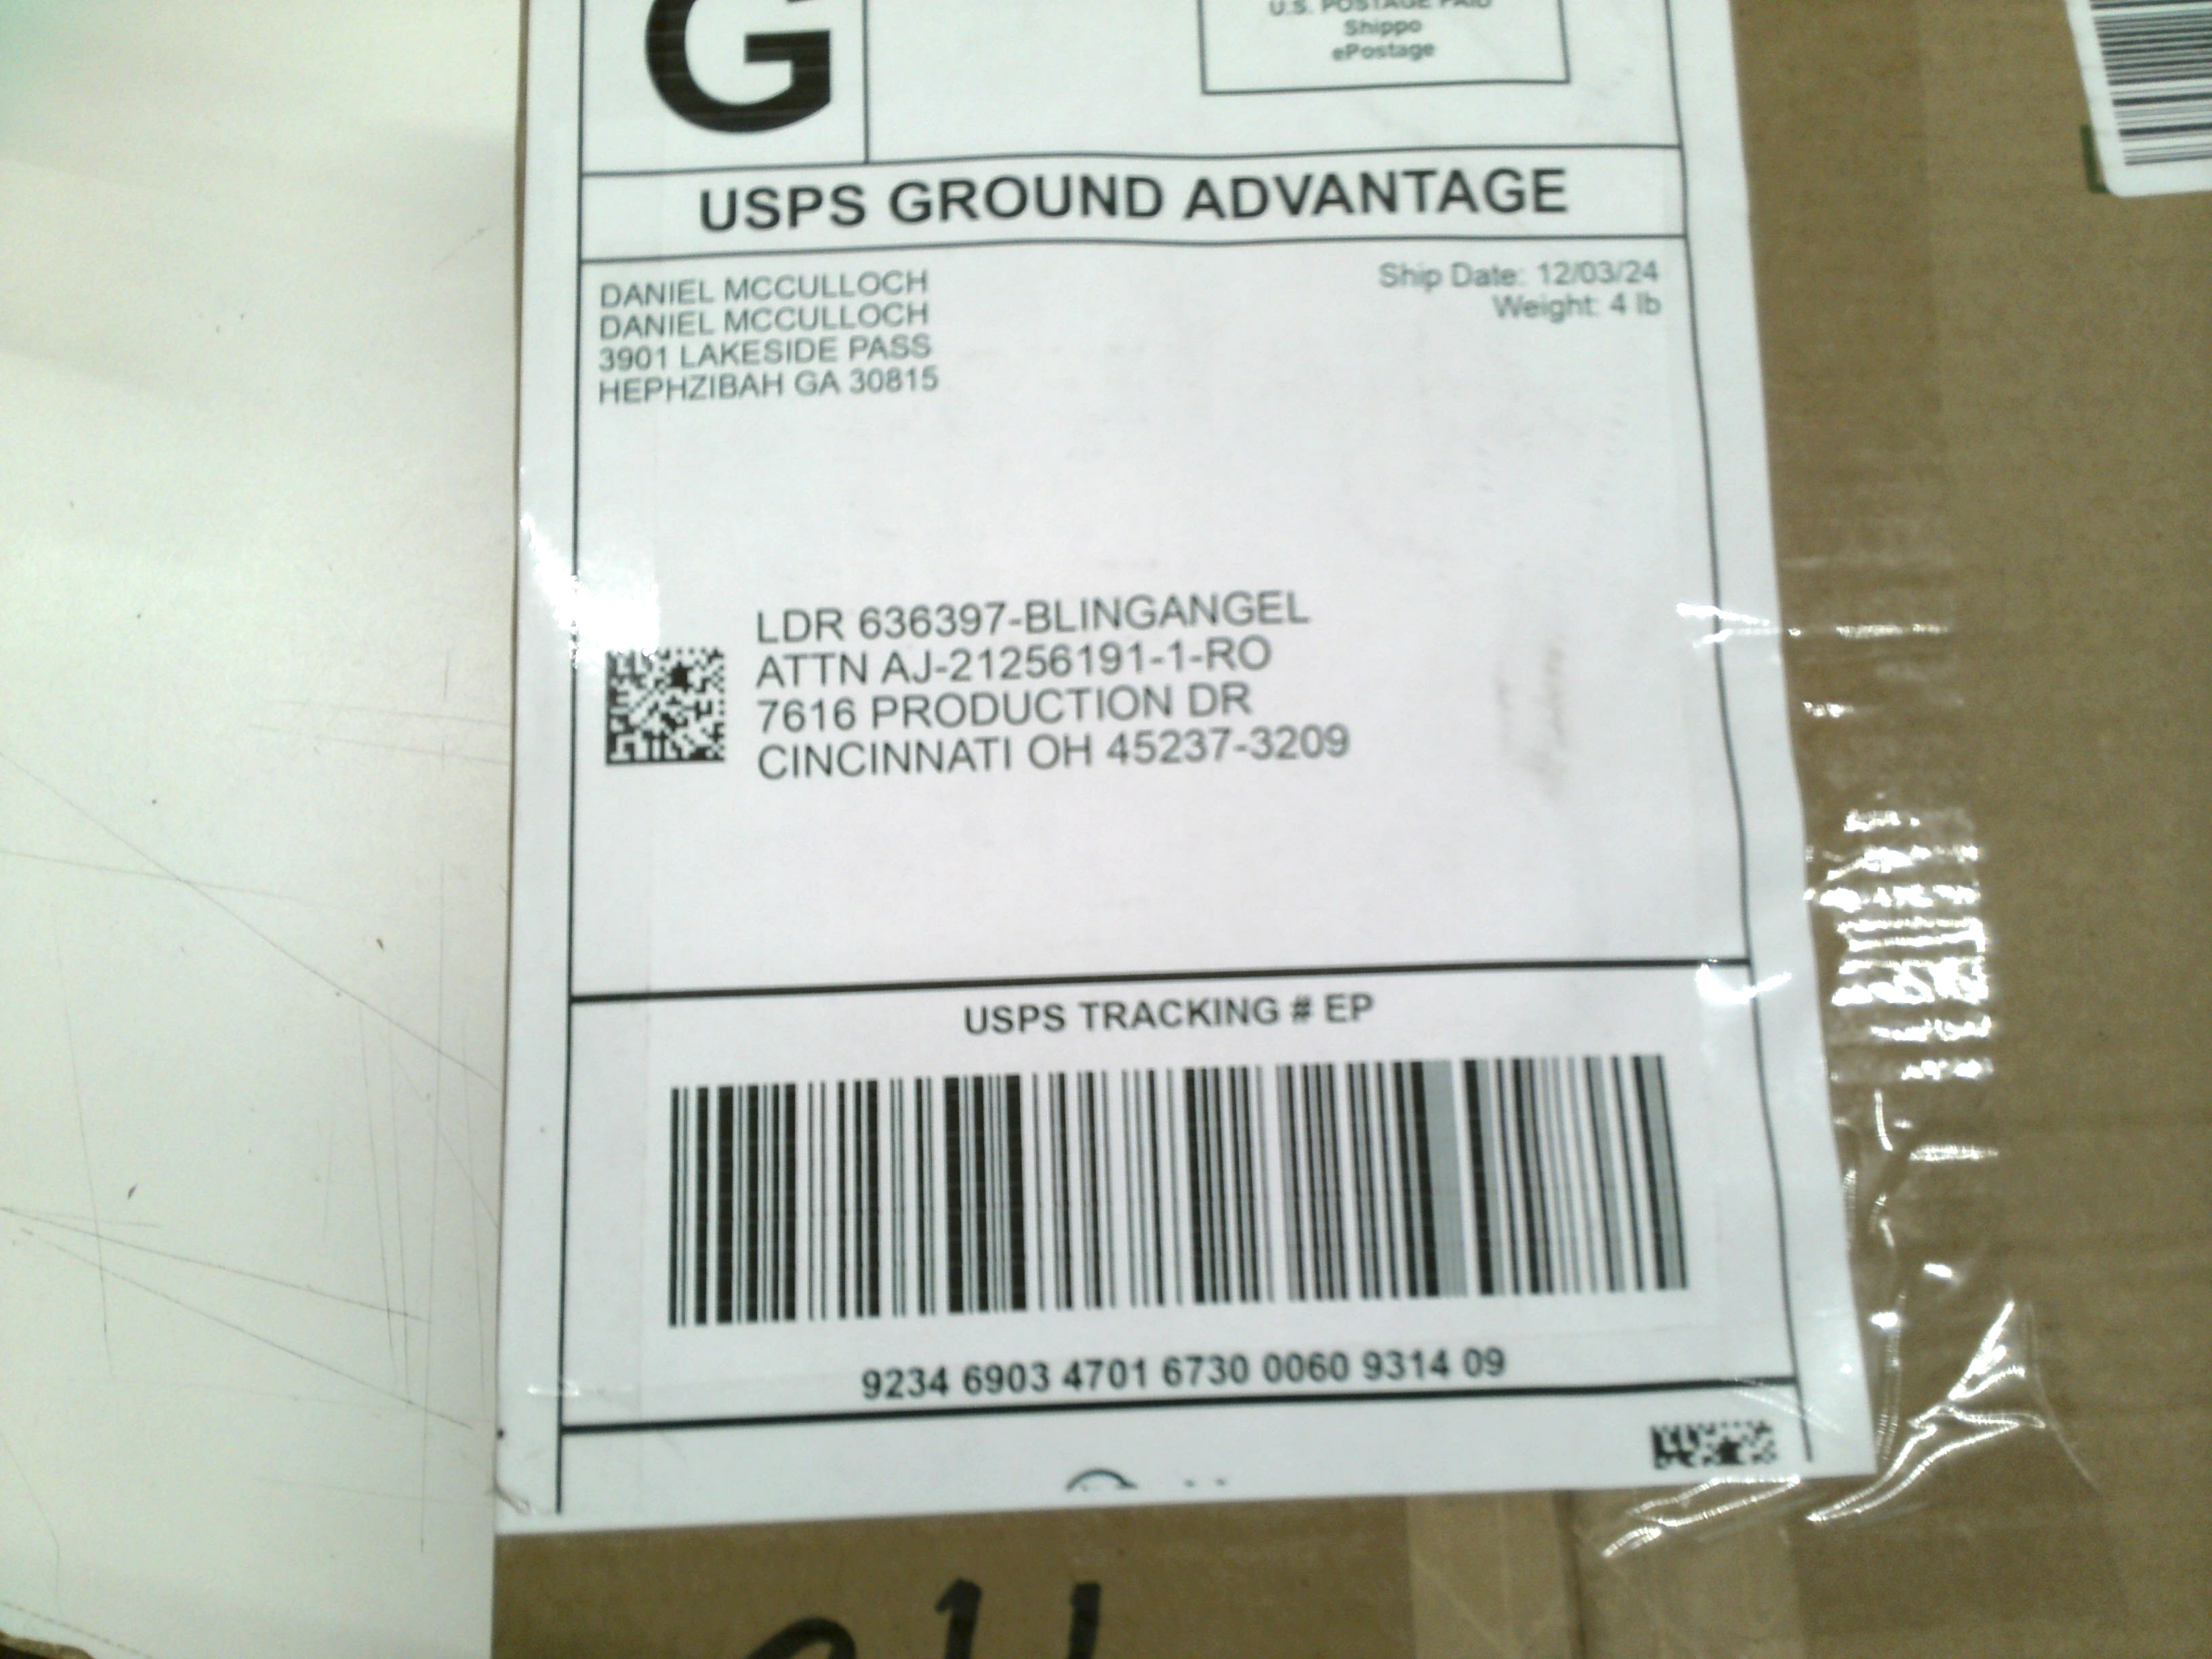 G
U.S. POSTAGE PAID
Shippo
ePostage
USPS GROUND ADVANTAGE
DANIEL MCCULLOCH
DANIEL MCCULLOCH
3901 LAKESIDE PASS
HEPHZIBAH GA 30815
Ship Date: 12/03/24
Weight: 4 lb
LDR 636397-BLINGANGEL
ATTN AJ-21256191-1-RO
7616 PRODUCTION DR
CINCINNATI OH 45237-3209
USPS TRACKING # EP
9234 6903 4701 6730 0060 9314 09